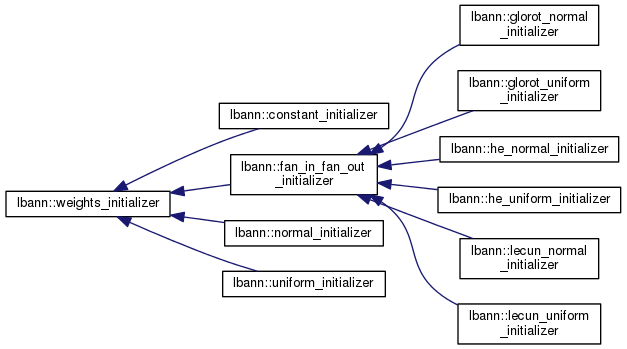 lbann::weights_initializer
lbann::constant_initializer
lbann::fan_in_fan_out
_initializer
lbann::normal_initializer
lbann::uniform_initializer
lbann::glorot_normal
_initializer
lbann::glorot_uniform
_initializer
lbann::he_normal_initializer
lbann::he_uniform_initializer
lbann::lecun_normal
_initializer
lbann::lecun_uniform
_initializer